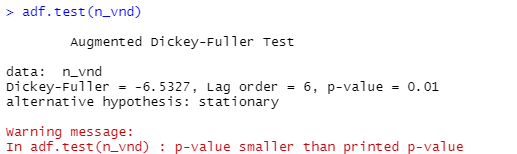 > adf.test(n_vnd)
Augmented Dickey-Fuller Test
data: n_vnd
Dickey-Fuller = -6.5327, Lag order = 6, p-value = 0.01
alternative hypothesis: stationary
Warning message:
In adf.test(n_vnd) : p-value smaller than printed p-value